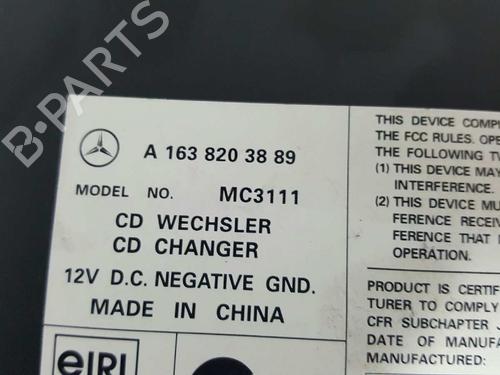 B-PARTS
A 163 820 38 89
MODEL NO. MC3111
CD WECHSLER
CD CHANGER
12V D.C. NEGATIVE GND.
MADE IN CHINA
THIS DEVICE COMPL
THE FCC RULES. OPE
THE FOLLOWING TW
(1) THIS DEVICE MAY
INTERFERENCE.
(2) THIS DEVICE MU
FERENCE RECEIV
FERENCE THAT
OPERATION.
PRODUCT IS CERTIF
TURER TO COMPLY
CFR SUBCHAPTER J
DATE OF MANUFA
MANUFACTURED: